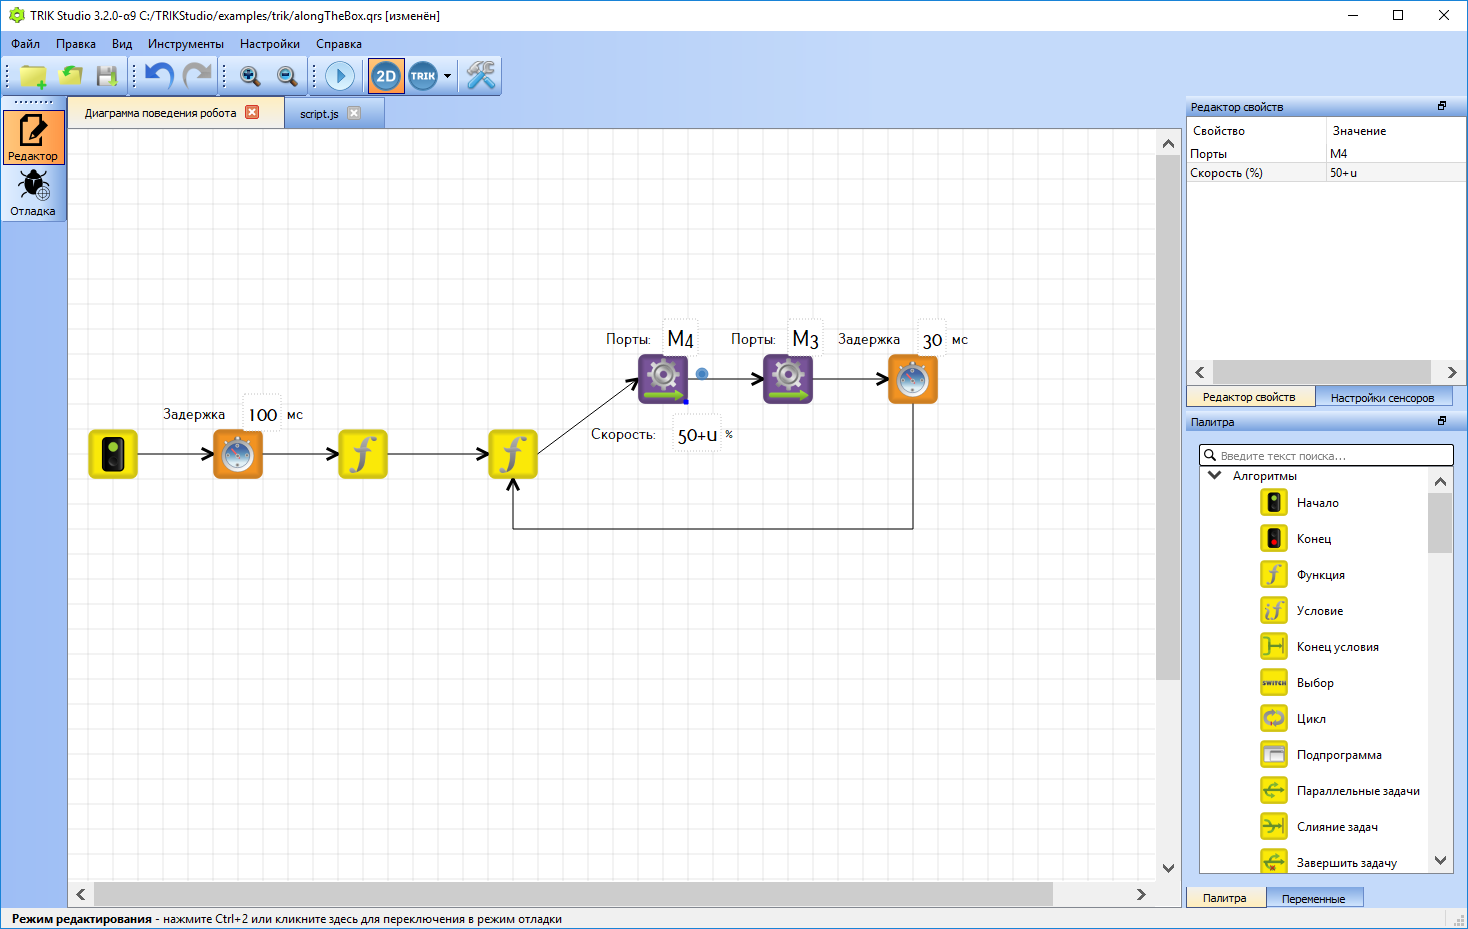 TRIK Studio 3.2.0-α9 C:/TRIKStudio/examples/trik/alongTheBox.qrs [изменён]
Файл Правка Вид Инструменты Настройки Справка
2D TRIK
Диаграмма поведения робота script.js
Редактор
Отладка
Порты: M4 Порты: M3 Задержка 30 мс
Задержка 100 мс
Скорость: 50+u %
Редактор свойств
Свойство Значение
Порты M4
Скорость (%) 50+u
Редактор свойств Настройки сенсоров
Палитра
Введите текст поиска...
Алгоритмы
Начало
Конец
Функция
Условие
Конец условия
SWITCH Выбор
Цикл
Подпрограмма
Параллельные задачи
Слияние задач
Завершить задачу
Палитра Переменные
Режим редактирования - нажмите Ctrl+2 или кликните здесь для переключения в режим отладки